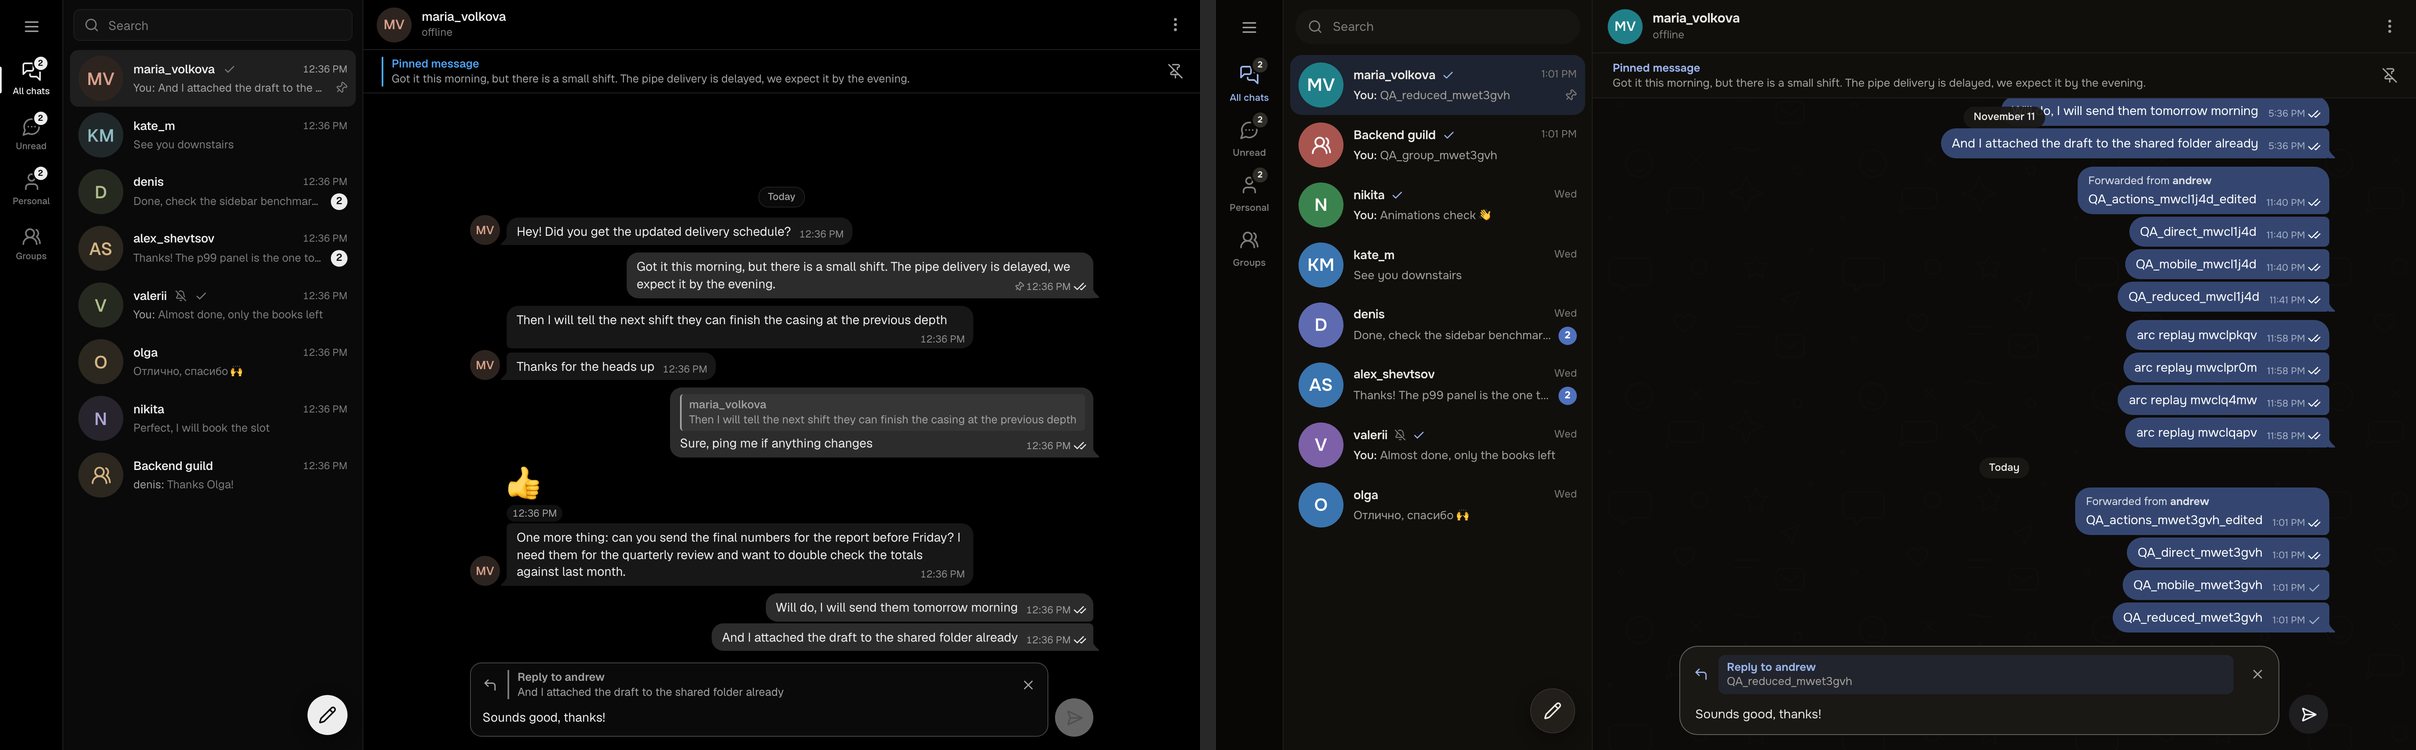 Search
2
All chats
2
Unread
2
Personal
Groups
MV
maria_volkova
12:36 PM
You: And I attached the draft to the ...
KM
kate_m
12:36 PM
See you downstairs
D
denis
12:36 PM
Done, check the sidebar benchmar...
2
AS
alex_shevtsov
12:36 PM
Thanks! The p99 panel is the one to...
2
V
valerii
12:36 PM
You: Almost done, only the books left
O
olga
12:36 PM
Отлично, спасибо 🙌
N
nikita
12:36 PM
Perfect, I will book the slot
Backend guild
12:36 PM
denis: Thanks Olga!
MV
maria_volkova
offline
Pinned message
Got it this morning, but there is a small shift. The pipe delivery is delayed, we expect it by the evening.
Today
MV
Hey! Did you get the updated delivery schedule? 12:36 PM
Got it this morning, but there is a small shift. The pipe delivery is delayed, we
expect it by the evening.
12:36 PM
Then I will tell the next shift they can finish the casing at the previous depth
12:36 PM
MV
Thanks for the heads up 12:36 PM
maria_volkova
Then I will tell the next shift they can finish the casing at the previous depth
Sure, ping me if anything changes
12:36 PM
👍
12:36 PM
One more thing: can you send the final numbers for the report before Friday? I
need them for the quarterly review and want to double check the totals
against last month.
12:36 PM
MV
Will do, I will send them tomorrow morning 12:36 PM
And I attached the draft to the shared folder already 12:36 PM
Reply to andrew
And I attached the draft to the shared folder already
Sounds good, thanks!
Search
2
All chats
2
Unread
2
Personal
Groups
MV
maria_volkova
1:01 PM
You: QA_reduced_mwet3gvh
Backend guild
1:01 PM
You: QA_group_mwet3gvh
N
nikita
Wed
You: Animations check 👋
KM
kate_m
Wed
See you downstairs
D
denis
Wed
Done, check the sidebar benchmar...
2
AS
alex_shevtsov
Wed
Thanks! The p99 panel is the one t...
2
V
valerii
Wed
You: Almost done, only the books left
O
olga
Wed
Отлично, спасибо 🙌
MV
maria_volkova
offline
Pinned message
Got it this morning, but there is a small shift. The pipe delivery is delayed, we expect it by the evening.
I will send them tomorrow morning 5:36 PM
November 11
And I attached the draft to the shared folder already 5:36 PM
Forwarded from andrew
QA_actions_mwcl1j4d_edited 11:40 PM
QA_direct_mwcl1j4d 11:40 PM
QA_mobile_mwcl1j4d 11:40 PM
QA_reduced_mwcl1j4d 11:41 PM
arc replay mwclpkqv 11:58 PM
arc replay mwclpr0m 11:58 PM
arc replay mwclq4mw 11:58 PM
arc replay mwclqapv 11:58 PM
Today
Forwarded from andrew
QA_actions_mwet3gvh_edited 1:01 PM
QA_direct_mwet3gvh 1:01 PM
QA_mobile_mwet3gvh 1:01 PM
QA_reduced_mwet3gvh 1:01 PM
Reply to andrew
QA_reduced_mwet3gvh
Sounds good, thanks!